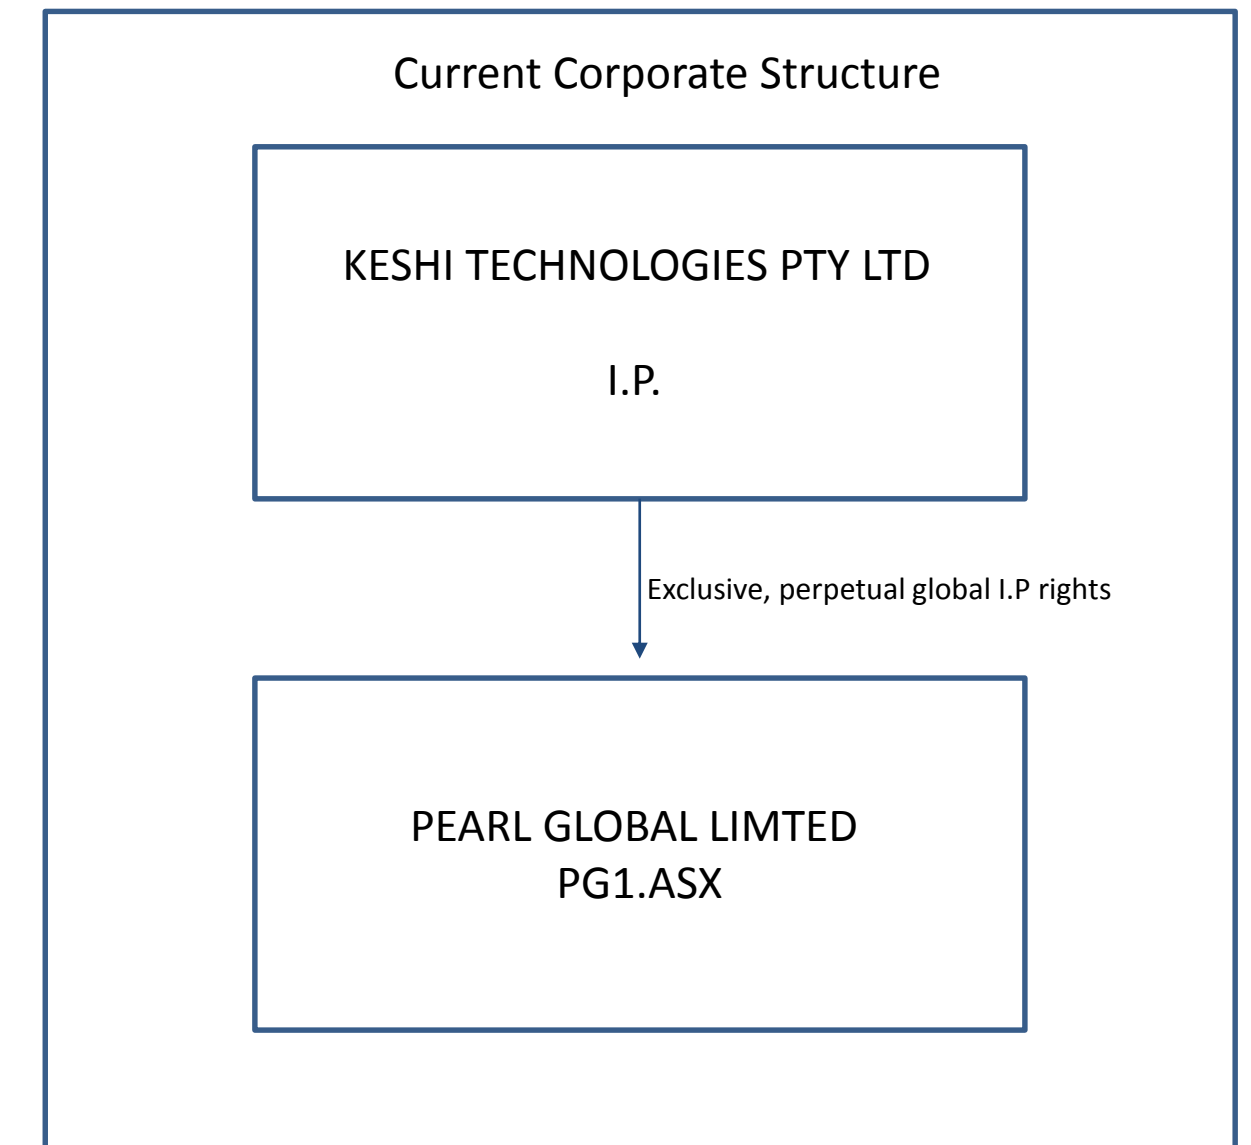 Current Corporate Structure
KESHI TECHNOLOGIES PTY LTD
I.P.
Exclusive, perpetual global I.P rights
PEARL GLOBAL LIMTED
PG1.ASX